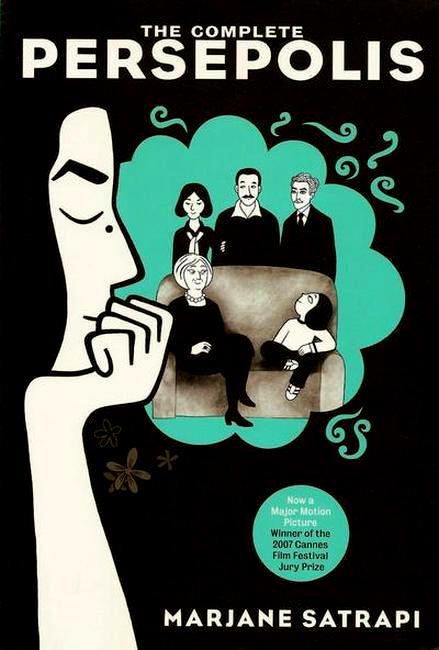 THE COMPLETE
PERSEPOLIS
Now a
Major Motion
Picture
Winner of the
2007 Cannes
Film Festival
Jury Prize
MARJANE SATRAPI